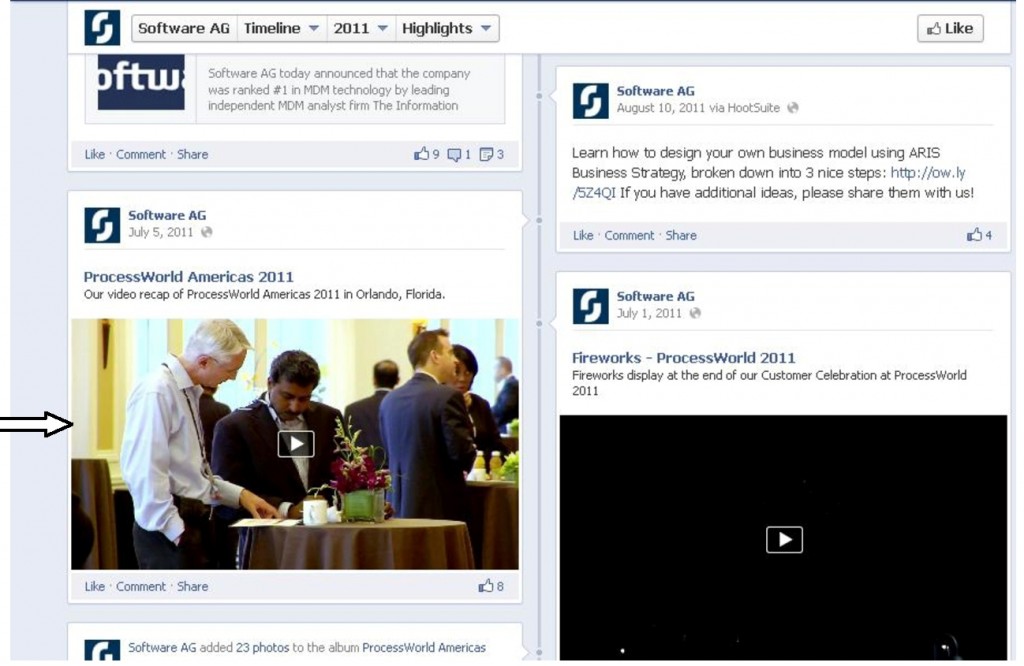 Software AG Timeline 2011 Highlights
Like
oftwa
Software AG today announced that the company
was ranked #1 in MDM technology by leading
independent MDM analyst firm The Information
Like · Comment · Share 9 1 3
Software AG
July 5, 2011
ProcessWorld Americas 2011
Our video recap of ProcessWorld Americas 2011 in Orlando, Florida.
Like · Comment · Share 8
Software AG added 23 photos to the album ProcessWorld Americas
Software AG
August 10, 2011 via HootSuite
Learn how to design your own business model using ARIS
Business Strategy, broken down into 3 nice steps: http://ow.ly
/5Z4QI If you have additional ideas, please share them with us!
Like · Comment · Share 4
Software AG
July 1, 2011
Fireworks - ProcessWorld 2011
Fireworks display at the end of our Customer Celebration at ProcessWorld
2011